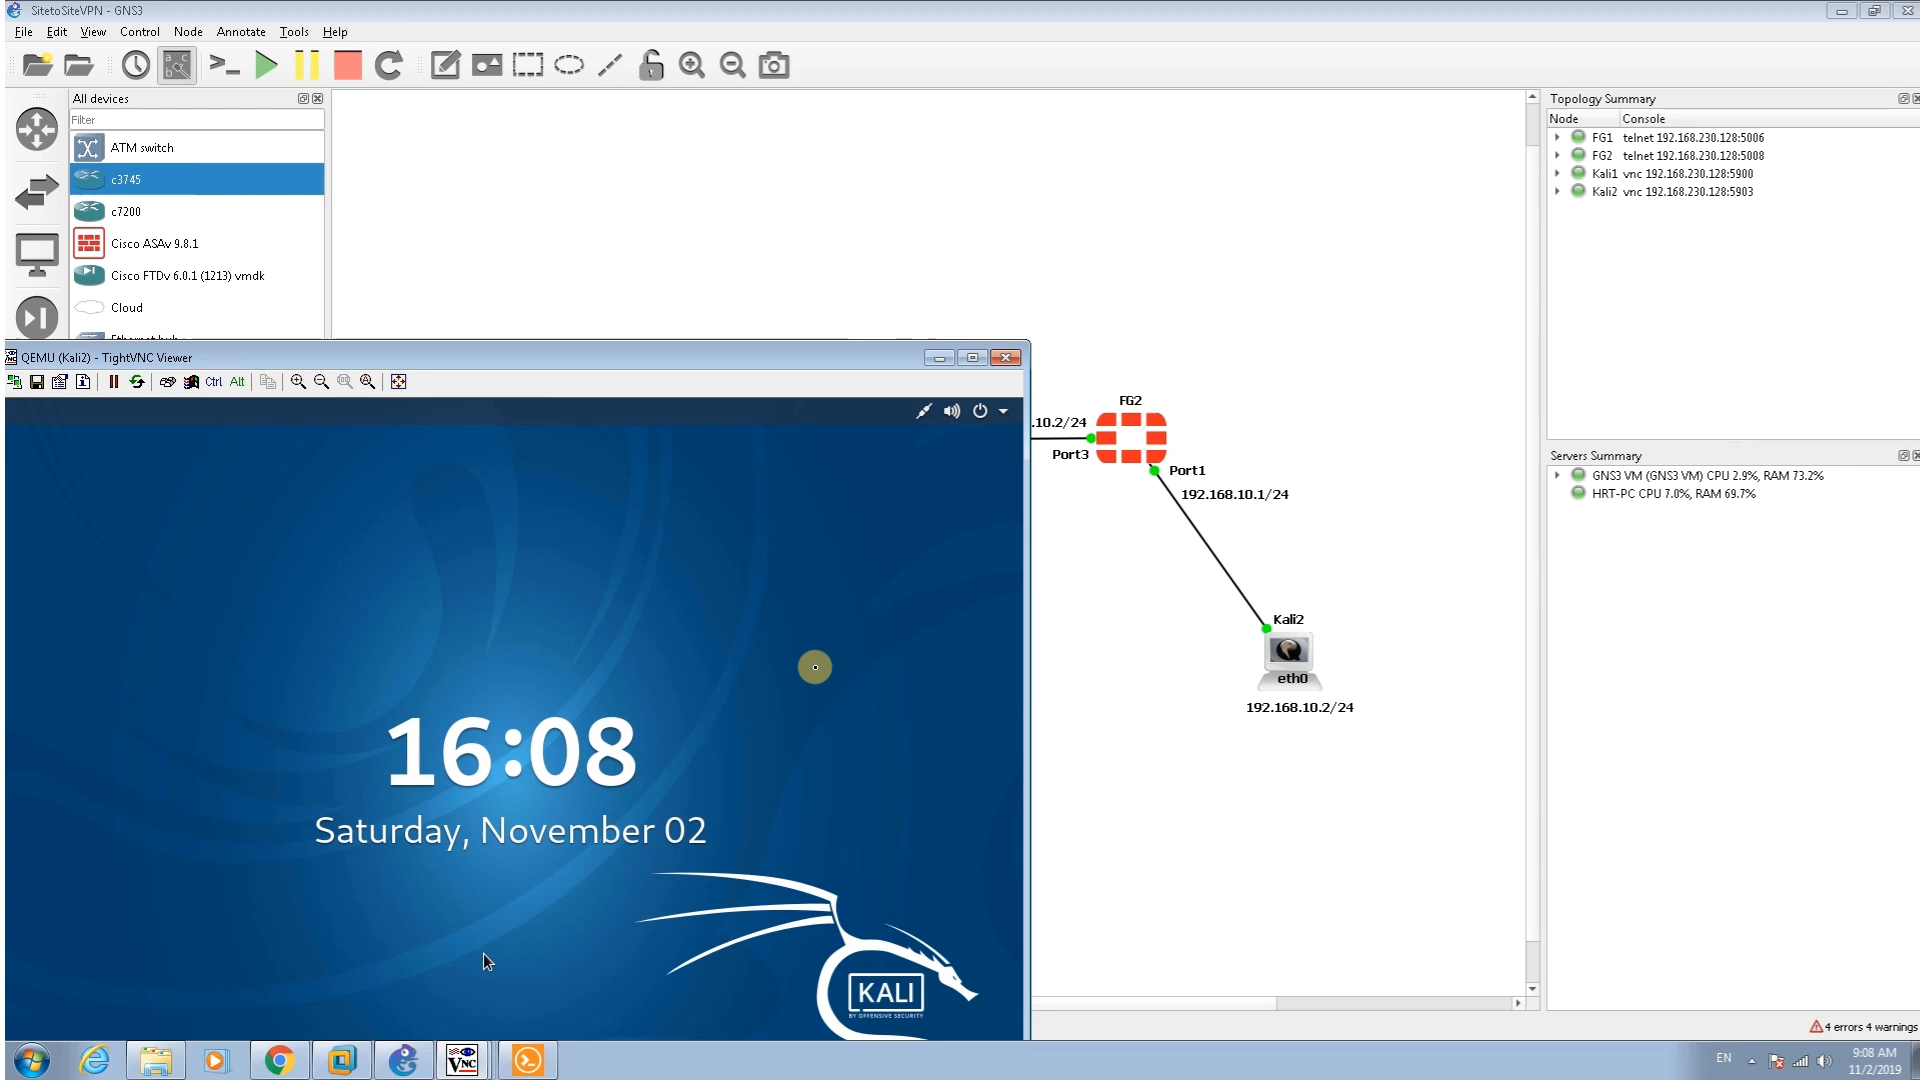 SitetoSiteVPN - GNS3
File Edit View Control Node Annotate Tools Help
All devices
Filter
ATM switch
c3745
c7200
Cisco ASAv 9.8.1
Cisco FTDv 6.0.1 (1213) vmdk
Cloud
Ethernet hub
QEMU (Kali2) - TightVNC Viewer
Ctrl Alt
16:08
Saturday, November 02
KALI
BY OFFENSIVE SECURITY
FG2
.10.2/24
Port3
Port1
192.168.10.1/24
Kali2
eth0
192.168.10.2/24
Topology Summary
Node Console
FG1 telnet 192.168.230.128:5006
FG2 telnet 192.168.230.128:5008
Kali1 vnc 192.168.230.128:5900
Kali2 vnc 192.168.230.128:5903
Servers Summary
GNS3 VM (GNS3 VM) CPU 2.9%, RAM 73.2%
HRT-PC CPU 7.0%, RAM 69.7%
4 errors 4 warnings
VNC
EN
9:08 AM
11/2/2019